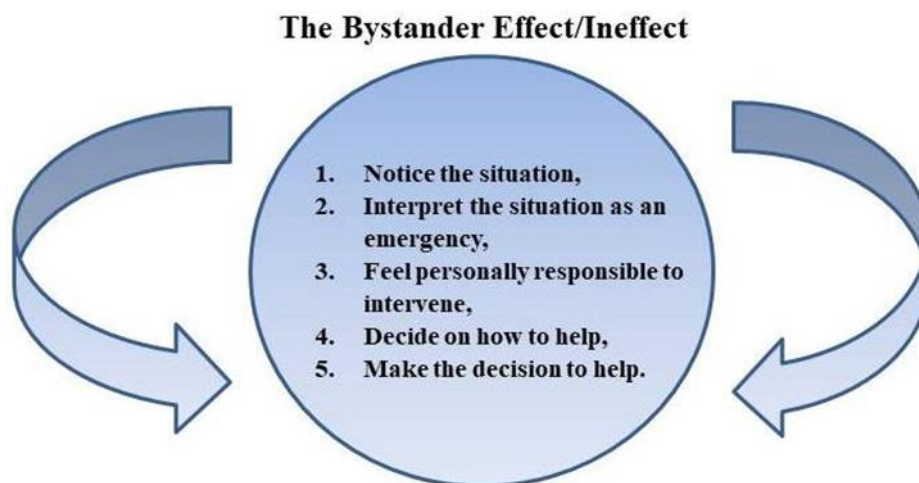 The Bystander Effect/Ineffect
1. Notice the situation,
2. Interpret the situation as an
emergency,
3. Feel personally responsible to
intervene,
4. Decide on how to help,
5. Make the decision to help.